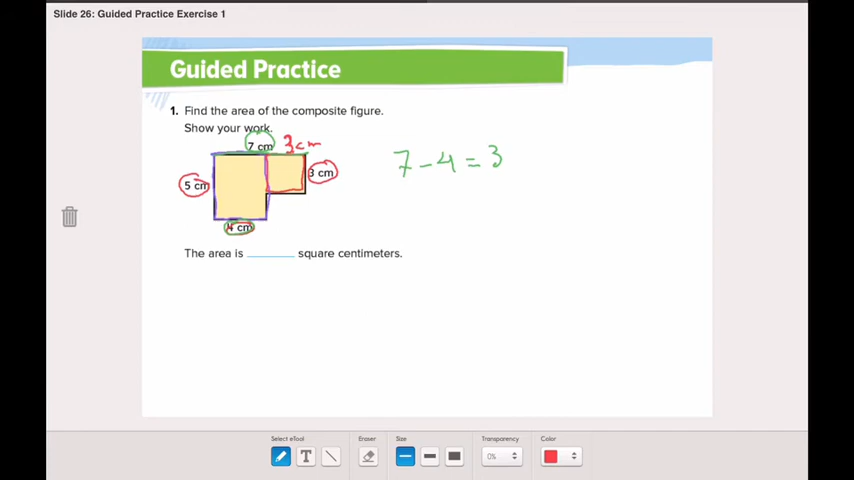 Slide 26: Guided Practice Exercise 1
Guided Practice
1. Find the area of the composite figure.
Show your work.
7 cm 3cm
7-4=3
5 cm 3 cm
4 cm
The area is ______ square centimeters.
Select eTool Eraser Size Transparency Color
T 0%